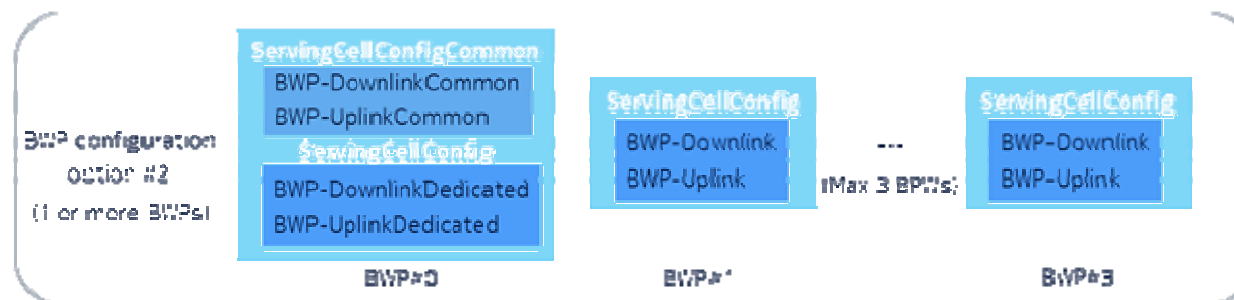 BWP configuration
option #2
(1 or more BWPs)
ServingCellConfigCommon
BWP-DownlinkCommon
BWP-UplinkCommon
ServingCellConfig
BWP-DownlinkDedicated
BWP-UplinkDedicated
BWP#0
ServingCellConfig
BWP-Downlink
BWP-Uplink
BWP#1
...
(Max 3 BPWs)
ServingCellConfig
BWP-Downlink
BWP-Uplink
BWP#3